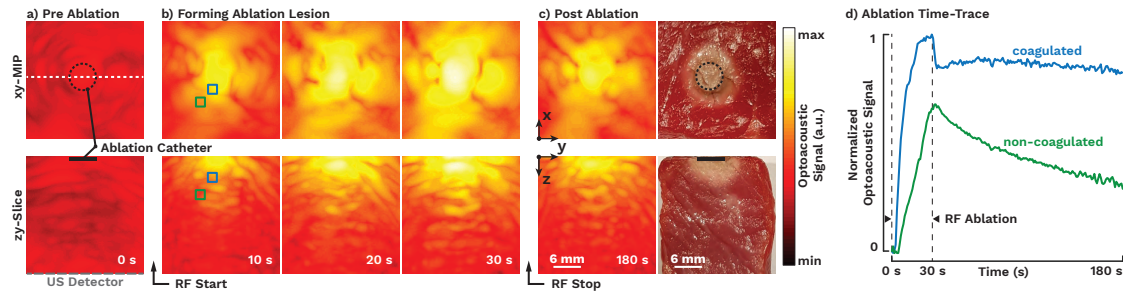 a) Pre Ablation
b) Forming Ablation Lesion
c) Post Ablation
d) Ablation Time-Trace
xy-MIP
zy-Slice
Ablation Catheter
0 s
US Detector
10 s
20 s
30 s
RF Start
x
y
z
180 s
6 mm
6 mm
RF Stop
max
min
Optoacoustic
Signal (a.u.)
Normalized
Optoacoustic Signal
1
0
coagulated
non-coagulated
RF Ablation
0 s
30 s
Time (s)
180 s